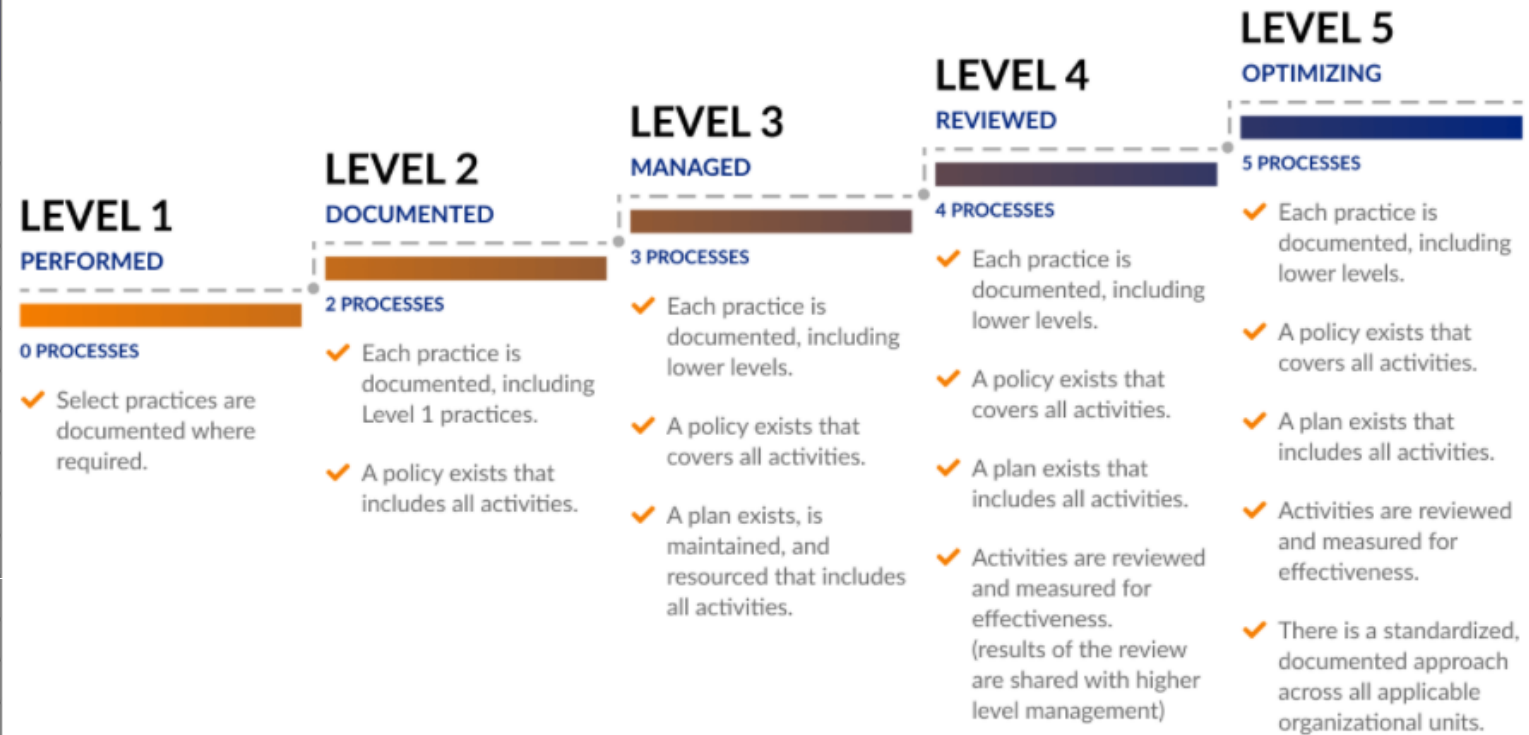 LEVEL 1
PERFORMED
0 PROCESSES
Select practices are
documented where
required.
LEVEL 2
DOCUMENTED
2 PROCESSES
Each practice is
documented, including
Level 1 practices.
A policy exists that
includes all activities.
LEVEL 3
MANAGED
3 PROCESSES
Each practice is
documented, including
lower levels.
A policy exists that
covers all activities.
A plan exists, is
maintained, and
resourced that includes
all activities.
LEVEL 4
REVIEWED
4 PROCESSES
Each practice is
documented, including
lower levels.
A policy exists that
covers all activities.
A plan exists that
includes all activities.
Activities are reviewed
and measured for
effectiveness.
(results of the review
are shared with higher
level management)
LEVEL 5
OPTIMIZING
5 PROCESSES
Each practice is
documented, including
lower levels.
A policy exists that
covers all activities.
A plan exists that
includes all activities.
Activities are reviewed
and measured for
effectiveness.
There is a standardized,
documented approach
across all applicable
organizational units.